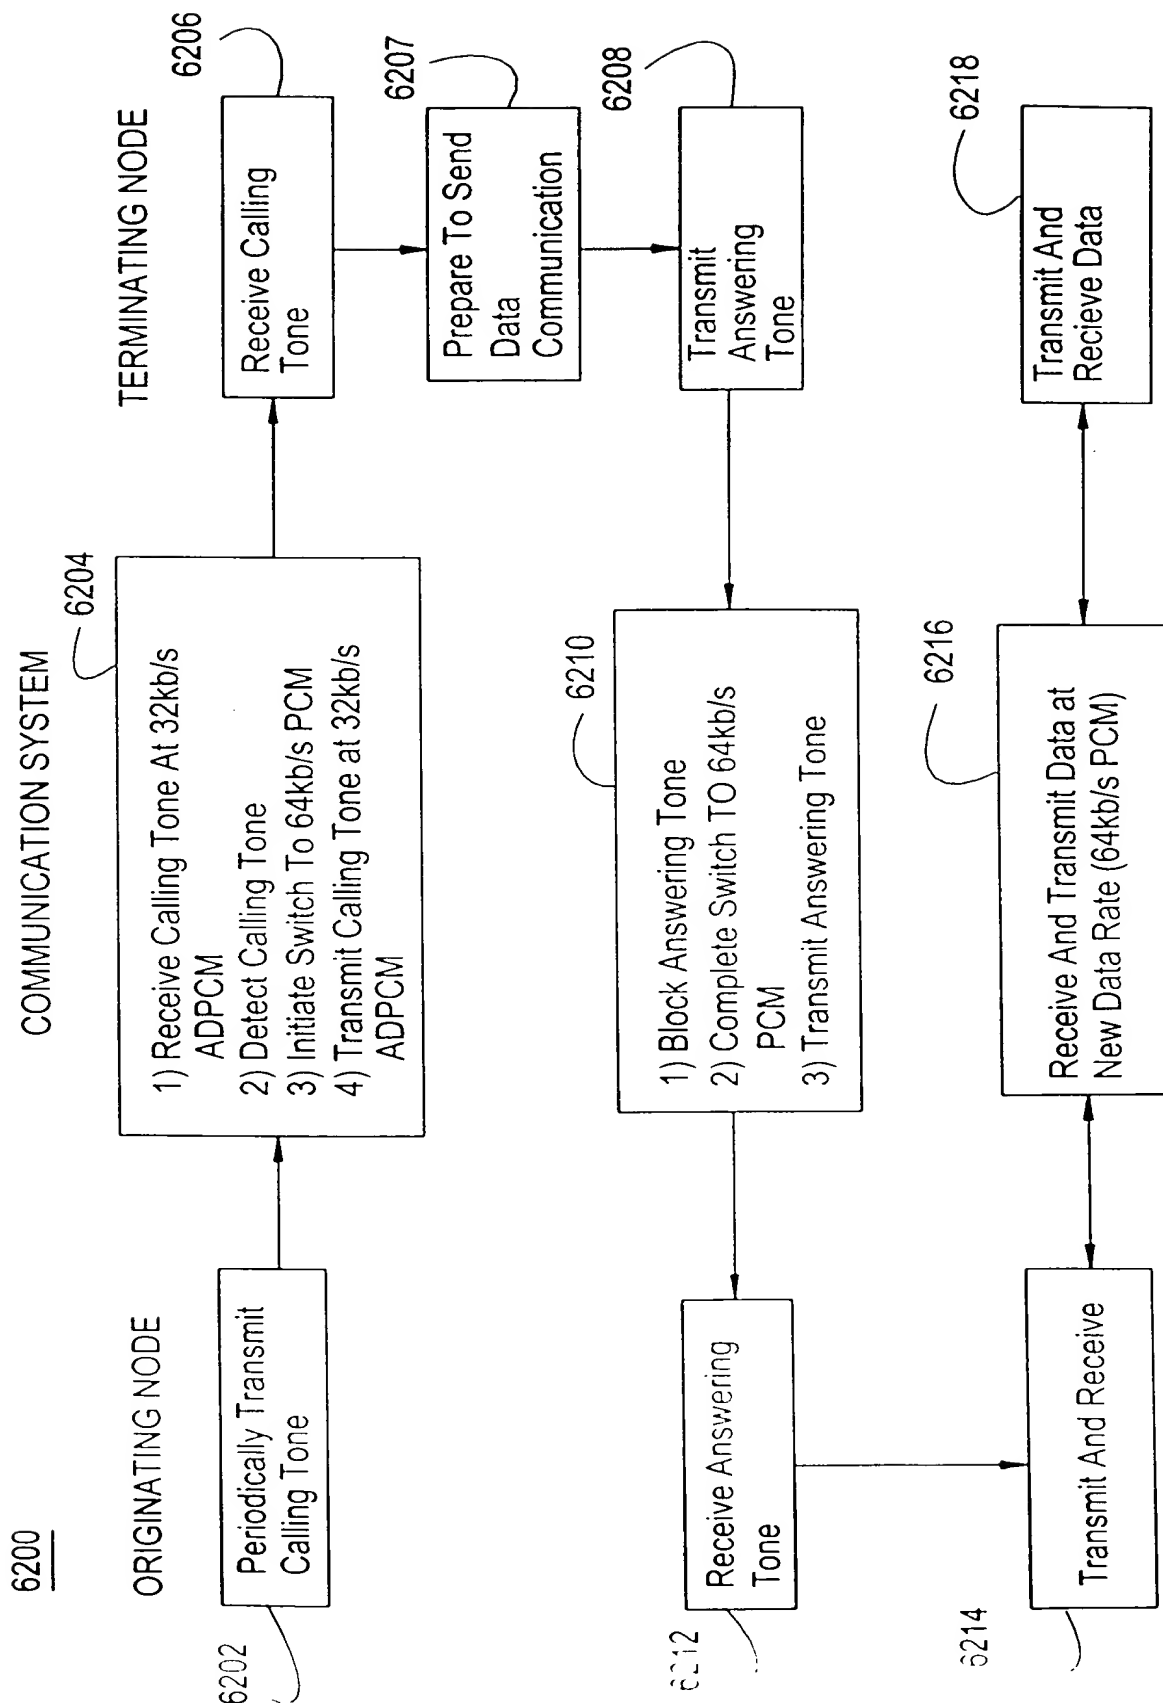 6200
ORIGINATING NODE
COMMUNICATION SYSTEM
TERMINATING NODE
6202
Periodically Transmit
Calling Tone
6204
1) Receive Calling Tone At 32kb/s
ADPCM
2) Detect Calling Tone
3) Initiate Switch To 64kb/s PCM
4) Transmit Calling Tone at 32kb/s
ADPCM
6206
Receive Calling
Tone
6207
Prepare To Send
Data
Communication
6208
Transmit
Answering
Tone
6210
1) Block Answering Tone
2) Complete Switch TO 64kb/s
PCM
3) Transmit Answering Tone
6212
Receive Answering
Tone
6214
Transmit And Receive
6216
Receive And Transmit Data at
New Data Rate (64kb/s PCM)
6218
Transmit And
Recieve Data